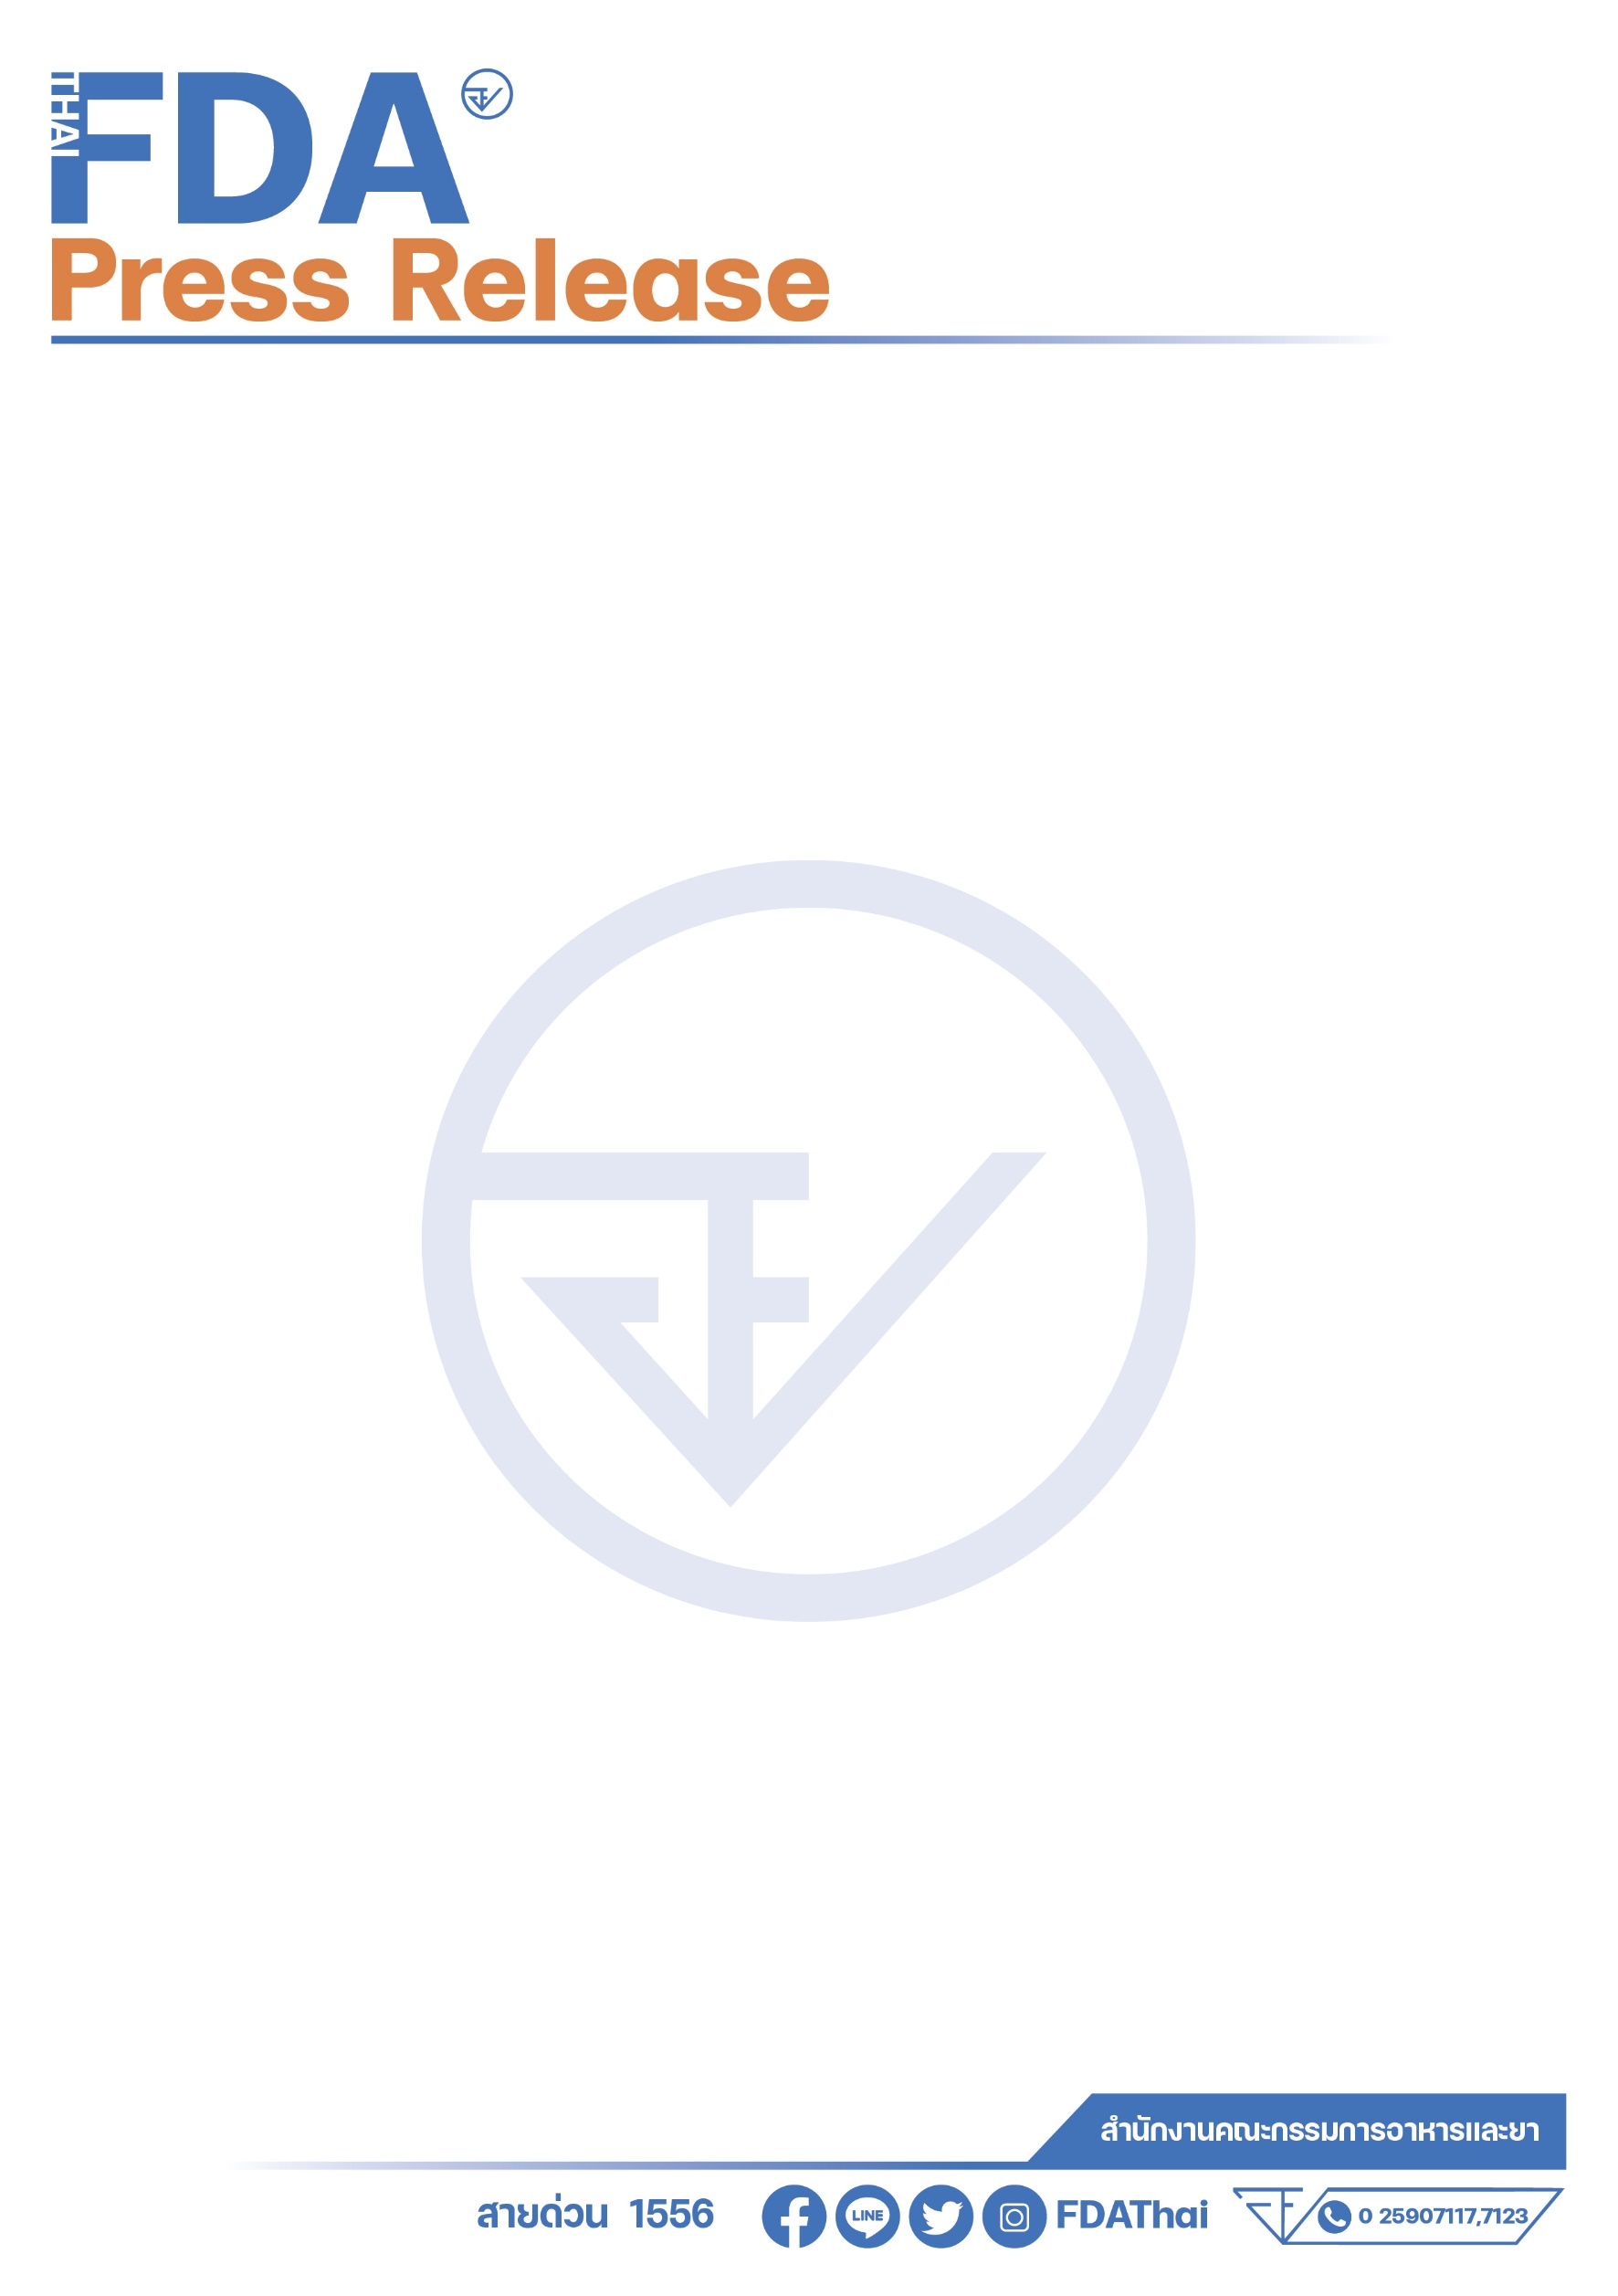 THAI
FDA
Press Release
สำนักงานคณะกรรมการอาหารและยา
สายด่วน 1556
LINE
FDAThai
0 25907117,7123